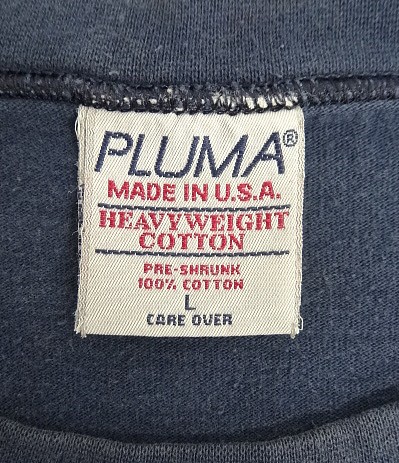 PLUMA®
MADE IN U.S.A.
HEAVYWEIGHT
COTTON
PRE-SHRUNK
100% COTTON
L
CARE OVER